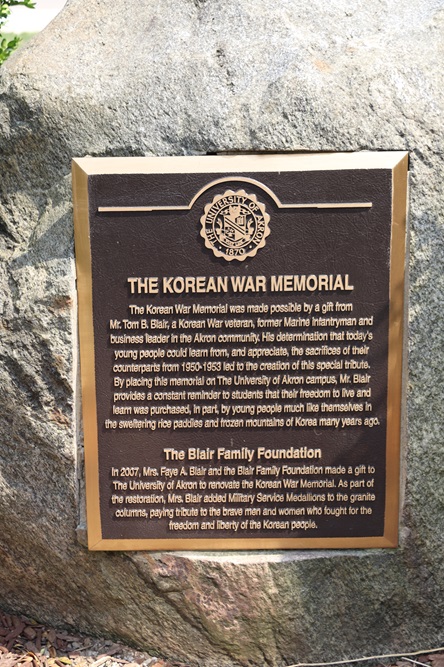 THE UNIVERSITY OF AKRON
1870
THE KOREAN WAR MEMORIAL
The Korean War Memorial was made possible by a gift from
Mr. Tom B. Blair, a Korean War veteran, former Marine Infantryman and
business leader in the Akron community. His determination that today's
young people could learn from, and appreciate, the sacrifices of their
counterparts from 1950-1953 led to the creation of this special tribute.
By placing this memorial on The University of Akron campus, Mr. Blair
provides a constant reminder to students that their freedom to live and
learn was purchased, in part, by young people much like themselves in
the sweltering rice paddies and frozen mountains of Korea many years ago.
The Blair Family Foundation
In 2007, Mrs. Faye A. Blair and the Blair Family Foundation made a gift to
The University of Akron to renovate the Korean War Memorial. As part of
the restoration, Mrs. Blair added Military Service Medallions to the granite
columns, paying tribute to the brave men and women who fought for the
freedom and liberty of the Korean people.